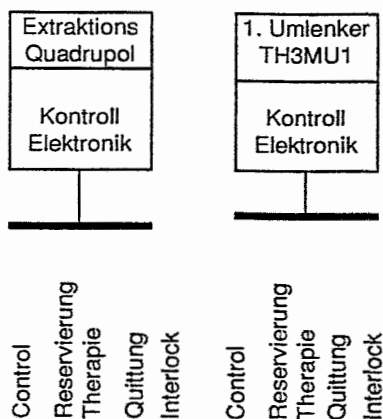 Extraktions
Quadrupol
Kontroll
Elektronik
1. Umlenker
TH3MU1
Kontroll
Elektronik
Control
Reservierung
Therapie
Quittung
Interlock
Control
Reservierung
Therapie
Quittung
Interlock